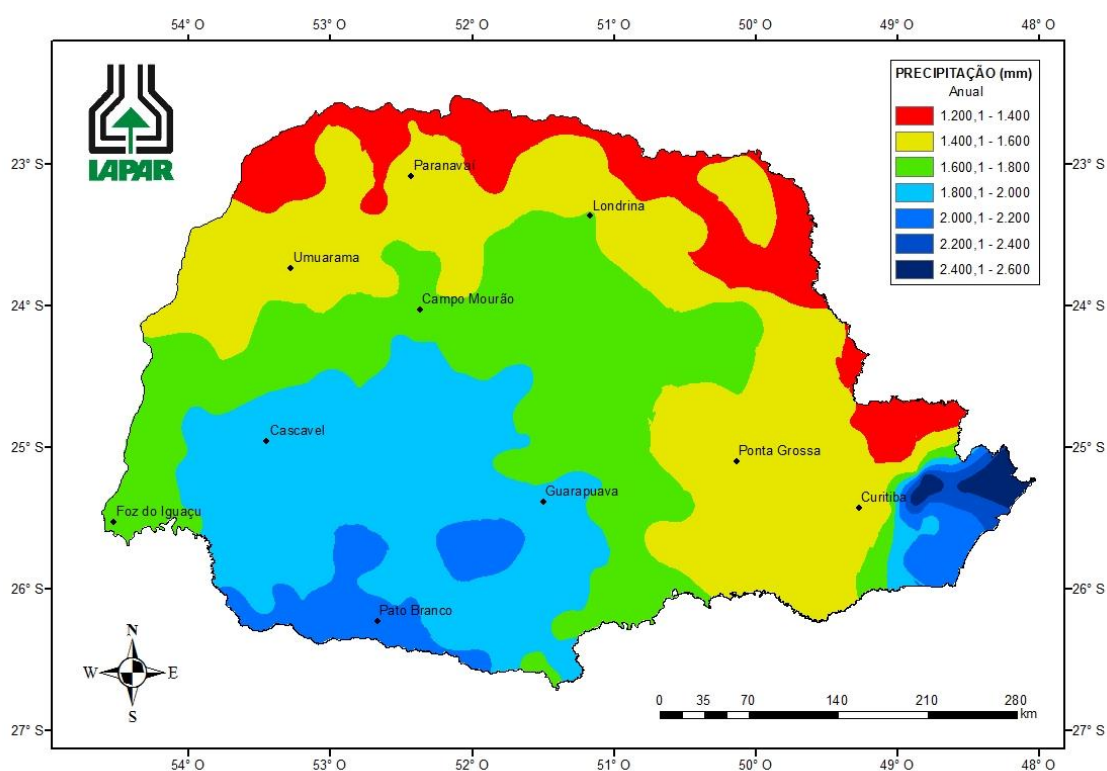 54° O 53° O 52° O 51° O 50° O 49° O 48° O
IAPAR
PRECIPITAÇÃO (mm)
Anual
1.200,1 - 1.400
1.400,1 - 1.600
1.600,1 - 1.800
1.800,1 - 2.000
2.000,1 - 2.200
2.200,1 - 2.400
2.400,1 - 2.600
23° S 23° S
Paranavaí
Londrina
Umuarama
24° S 24° S
Campo Mourão
Cascavel
25° S 25° S
Ponta Grossa
Guarapuava
Curitiba
Foz do Iguaçu
26° S 26° S
Pato Branco
N
W E
S
0 35 70 140 210 280
km
27° S 27° S
54° O 53° O 52° O 51° O 50° O 49° O 48° O